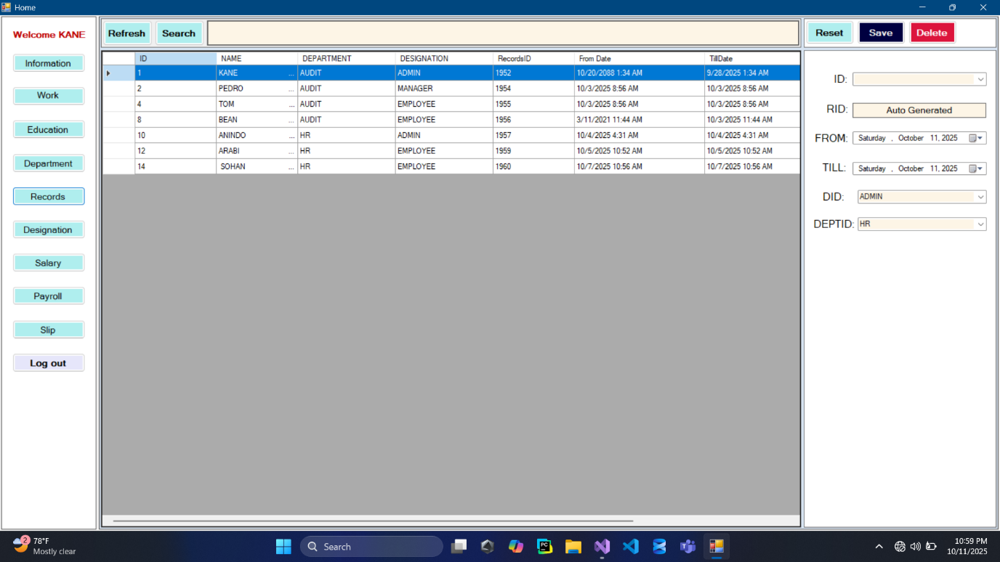 Home
Welcome KANE
Information
Work
Education
Department
Records
Designation
Salary
Payroll
Slip
Log out
Refresh Search
ID NAME DEPARTMENT DESIGNATION RecordsID From Date TillDate
1 KANE ... AUDIT ADMIN 1952 10/20/2088 1:34 AM 9/28/2025 1:34 AM
2 PEDRO ... AUDIT MANAGER 1954 10/3/2025 8:56 AM 10/3/2025 8:56 AM
4 TOM ... AUDIT EMPLOYEE 1955 10/3/2025 8:56 AM 10/3/2025 8:56 AM
8 BEAN ... AUDIT EMPLOYEE 1956 3/11/2021 11:44 AM 10/3/2025 11:44 AM
10 ANINDO ... HR ADMIN 1957 10/4/2025 4:31 AM 10/4/2025 4:31 AM
12 ARABI ... HR EMPLOYEE 1959 10/5/2025 10:52 AM 10/5/2025 10:52 AM
14 SOHAN ... HR EMPLOYEE 1960 10/7/2025 10:56 AM 10/7/2025 10:56 AM
Reset Save Delete
ID:
RID: Auto Generated
FROM: Saturday , October 11, 2025
TILL: Saturday , October 11, 2025
DID: ADMIN
DEPTID: HR
2
78°F
Mostly clear
Search
PC
T
10:59 PM
10/11/2025